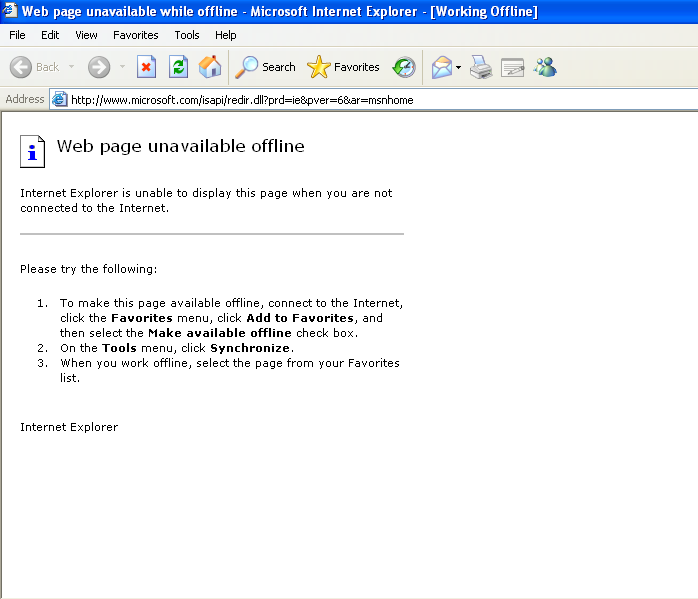 Web page unavailable while offline - Microsoft Internet Explorer - [Working Offline]
File Edit View Favorites Tools Help
Back Search Favorites
Address http://www.microsoft.com/isapi/redir.dll?prd=ie&pver=6&ar=msnhome
i Web page unavailable offline
Internet Explorer is unable to display this page when you are not
connected to the Internet.
Please try the following:
1. To make this page available offline, connect to the Internet,
click the Favorites menu, click Add to Favorites, and
then select the Make available offline check box.
2. On the Tools menu, click Synchronize.
3. When you work offline, select the page from your Favorites
list.
Internet Explorer